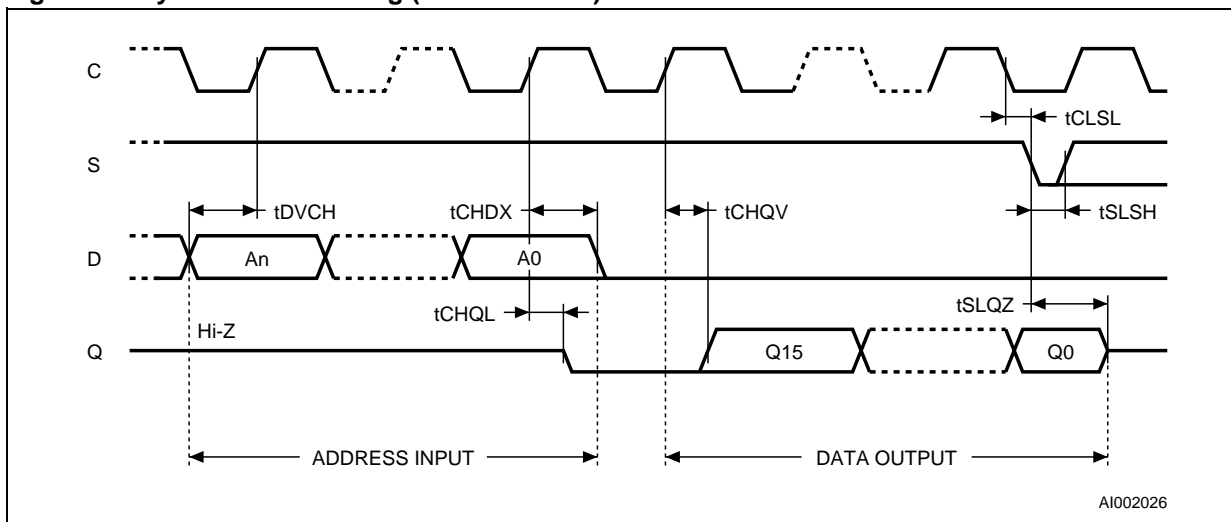 C
tCLSL
S
tDVCH
tCHDX
tCHQV
tSLSH
D
An
A0
tCHQL
tSLQZ
Hi-Z
Q
Q15
Q0
ADDRESS INPUT
DATA OUTPUT
AI002026